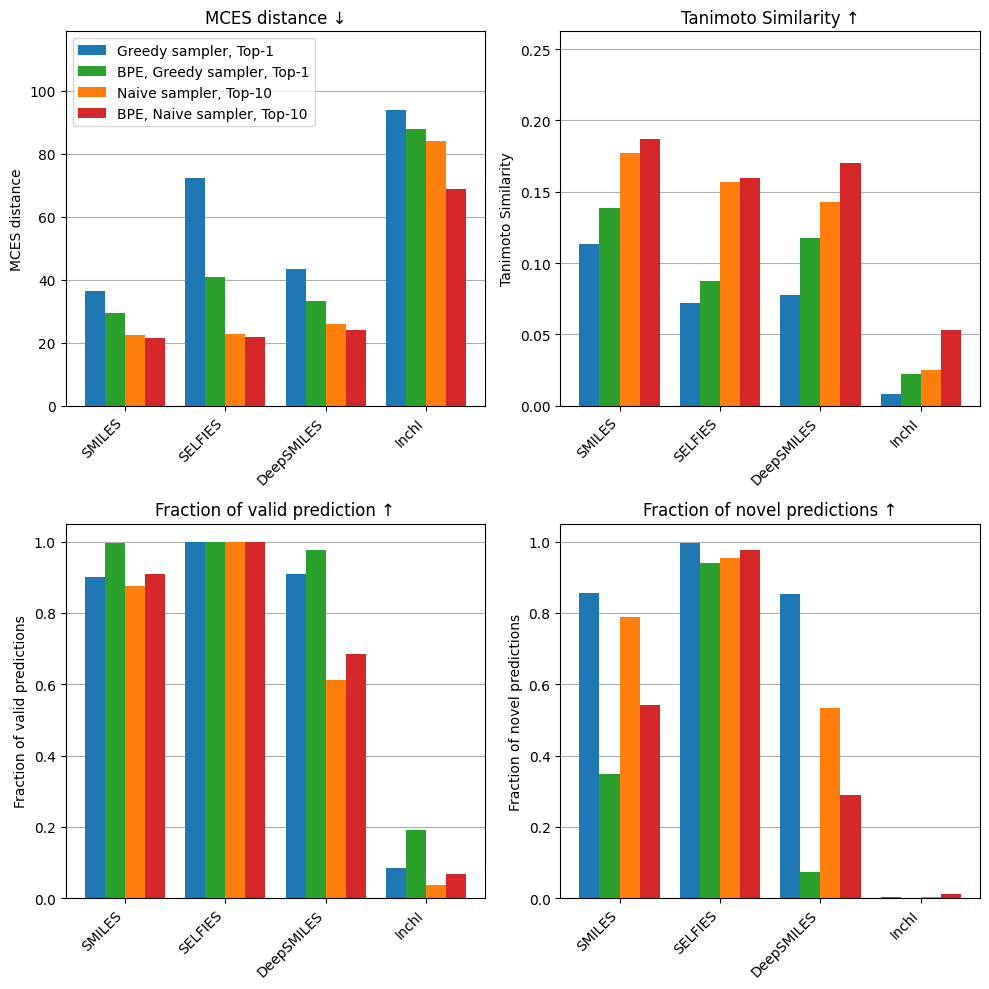 MCES distance ↓
MCES distance
100
80
60
40
20
0
Greedy sampler, Top-1
BPE, Greedy sampler, Top-1
Naive sampler, Top-10
BPE, Naive sampler, Top-10
SMILES
SELFIES
DeepSMILES
InchI
Tanimoto Similarity ↑
Tanimoto Similarity
0.25
0.20
0.15
0.10
0.05
0.00
SMILES
SELFIES
DeepSMILES
InchI
Fraction of valid prediction ↑
Fraction of valid predictions
1.0
0.8
0.6
0.4
0.2
0.0
SMILES
SELFIES
DeepSMILES
InchI
Fraction of novel predictions ↑
Fraction of novel predictions
1.0
0.8
0.6
0.4
0.2
0.0
SMILES
SELFIES
DeepSMILES
InchI